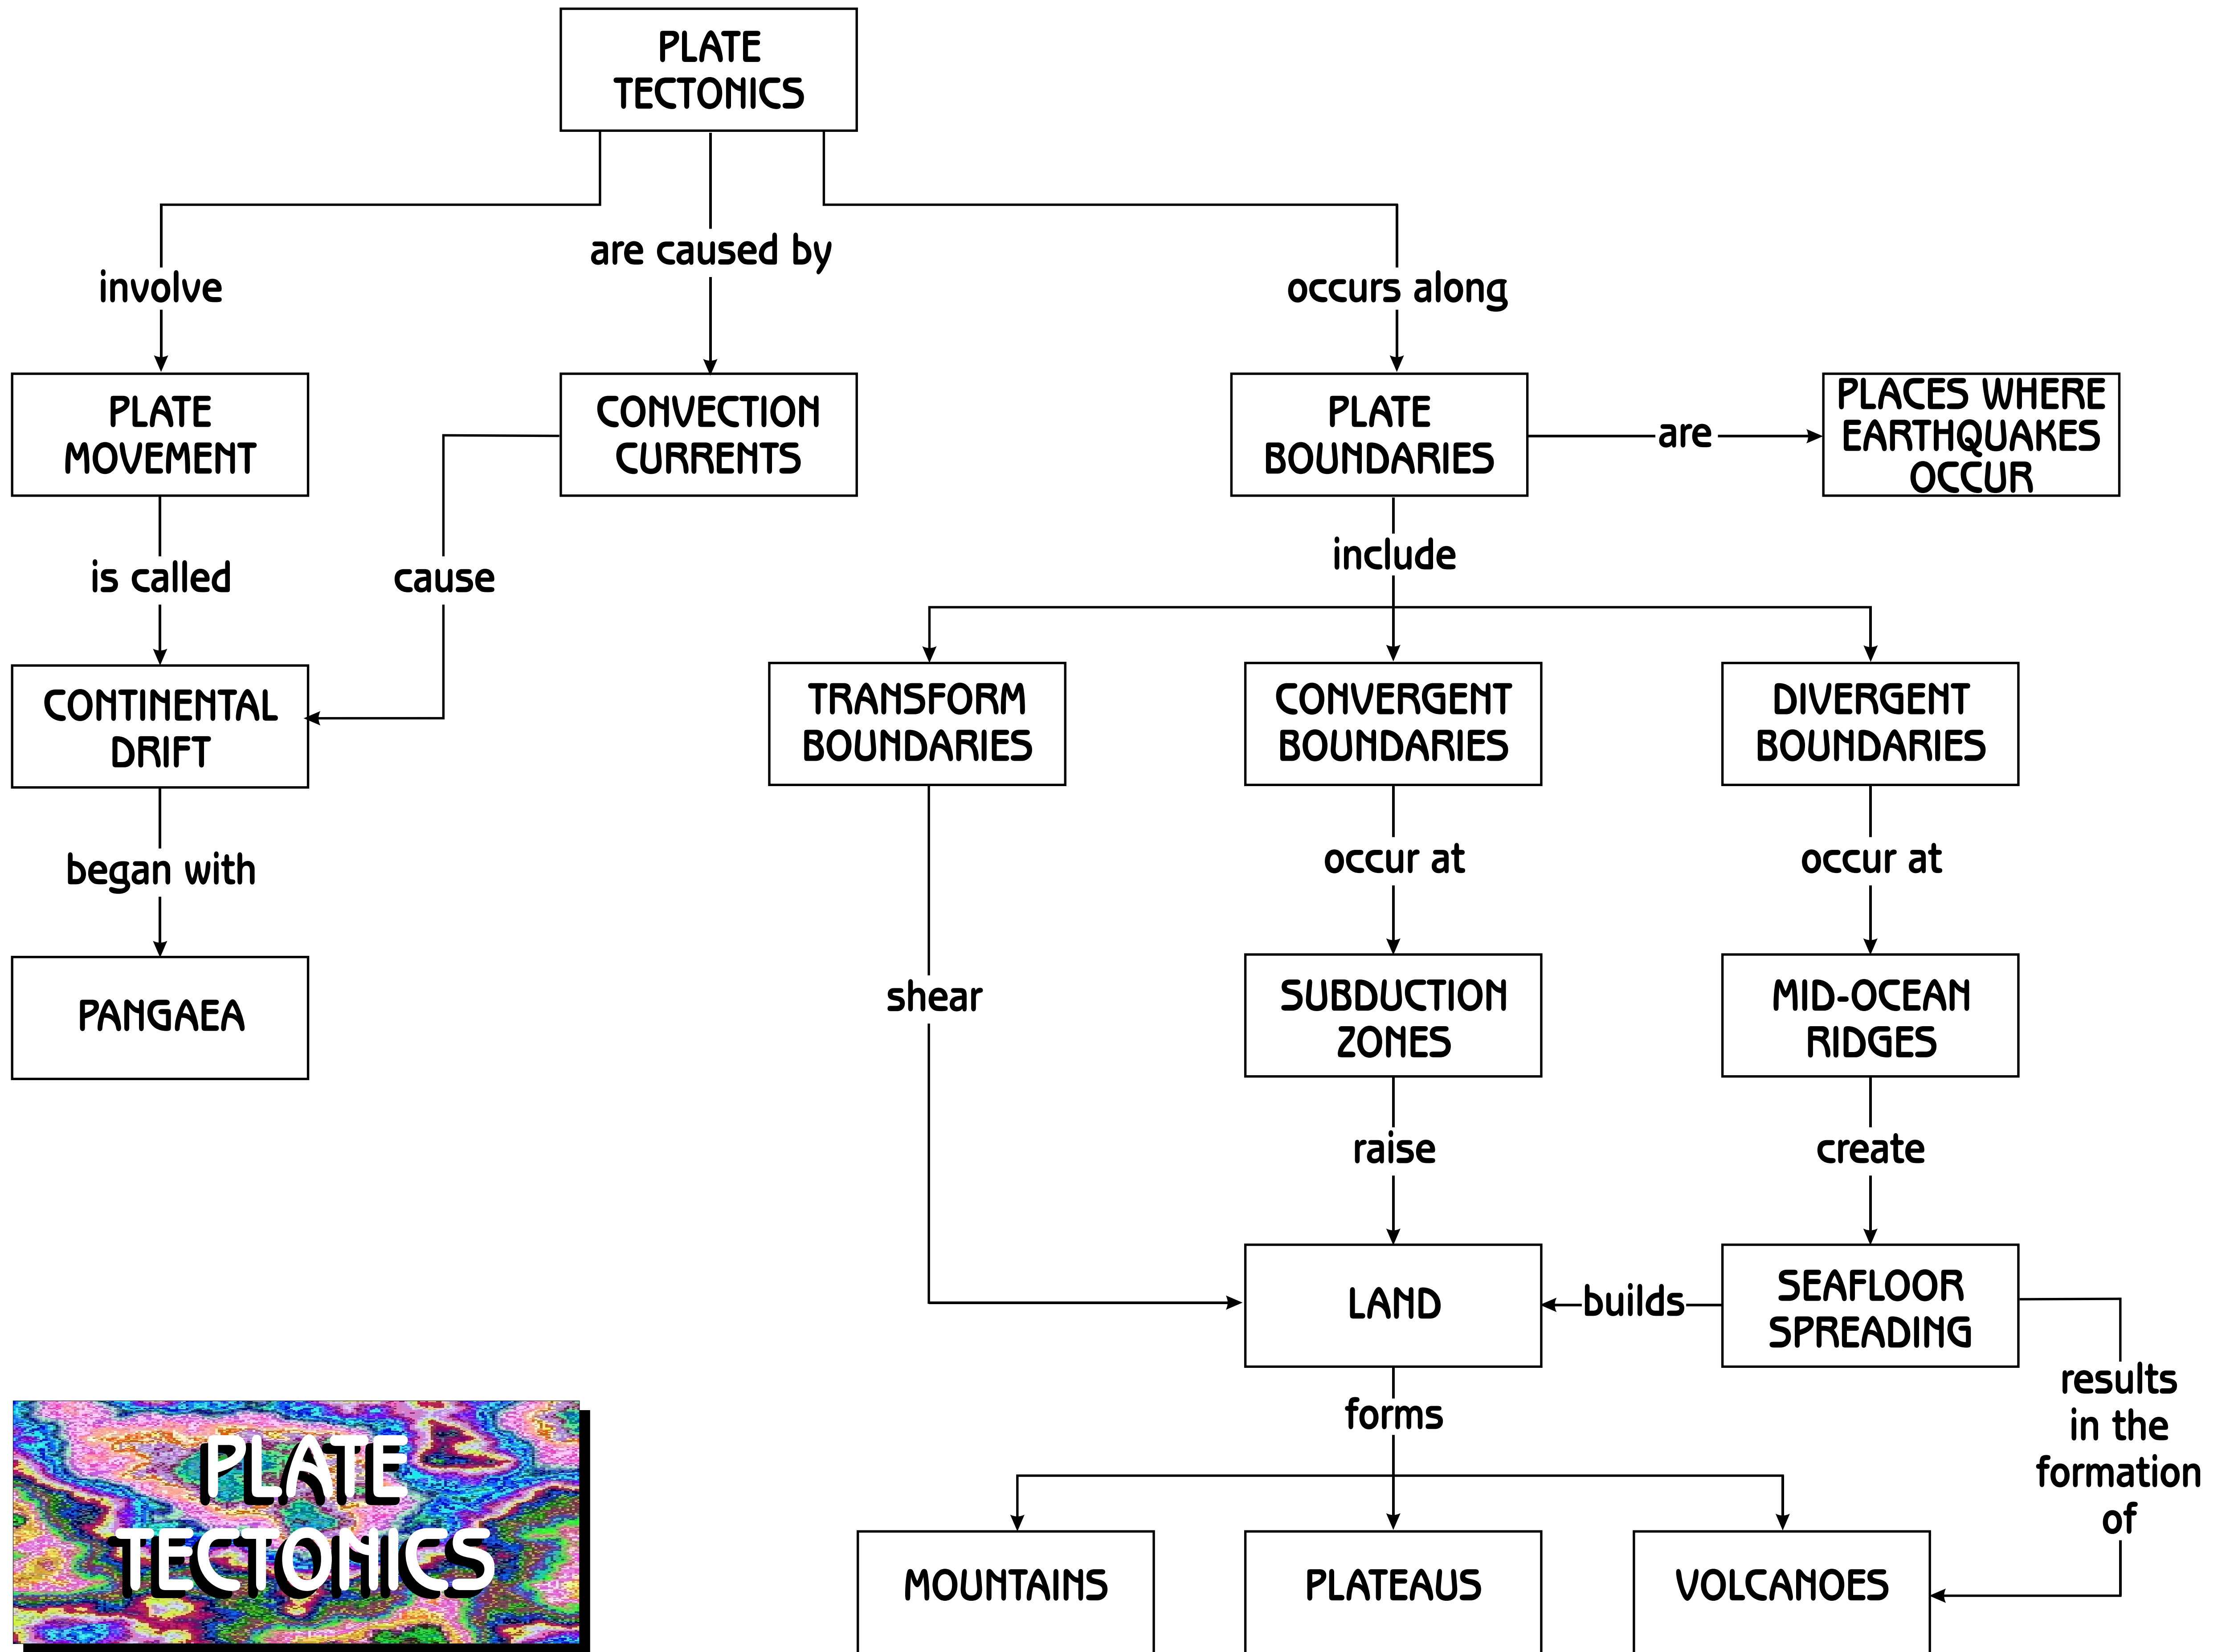 PLATE
TECTONICS
involve
are caused by
occurs along
PLATE
MOVEMENT
CONVECTION
CURRENTS
PLATE
BOUNDARIES
are
PLACES WHERE
EARTHQUAKES
OCCUR
is called
cause
include
CONTINENTAL
DRIFT
TRANSFORM
BOUNDARIES
CONVERGENT
BOUNDARIES
DIVERGENT
BOUNDARIES
began with
occur at
occur at
PANGAEA
shear
SUBDUCTION
ZONES
MID-OCEAN
RIDGES
raise
create
LAND
builds
SEAFLOOR
SPREADING
forms
results
in the
formation
of
PLATE
TECTONICS
MOUNTAINS
PLATEAUS
VOLCANOES